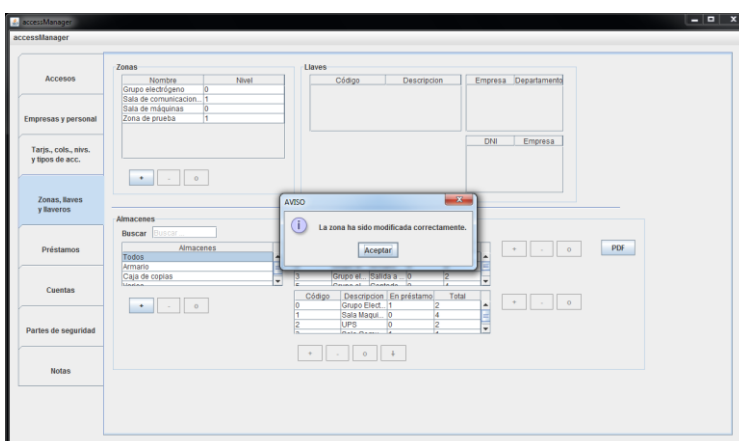 accessManager
accessManager
Accesos
Empresas y personal
Tarjs., cols., nivs.
y tipos de acc.
Zonas, llaves
y llaveros
Préstamos
Cuentas
Partes de seguridad
Notas
Zonas
Nombre Nivel
Grupo electrógeno 0
Sala de comunicacion... 1
Sala de máquinas 0
Zona de prueba 1
+ - o
Llaves
Código Descripcion
Empresa Departamento
DNI Empresa
AVISO
La zona ha sido modificada correctamente.
Aceptar
Almacenes
Buscar Buscar...
Almacenes
Todos
Armario
Caja de copias
Varios
+ - o
3 Grupo el... Salida a ... 0 2
+ - o PDF
Código Descripcion En préstamo Total
0 Grupo Elect... 1 2
1 Sala Maqui... 0 4
2 UPS 0 2
+ - o
+ - o